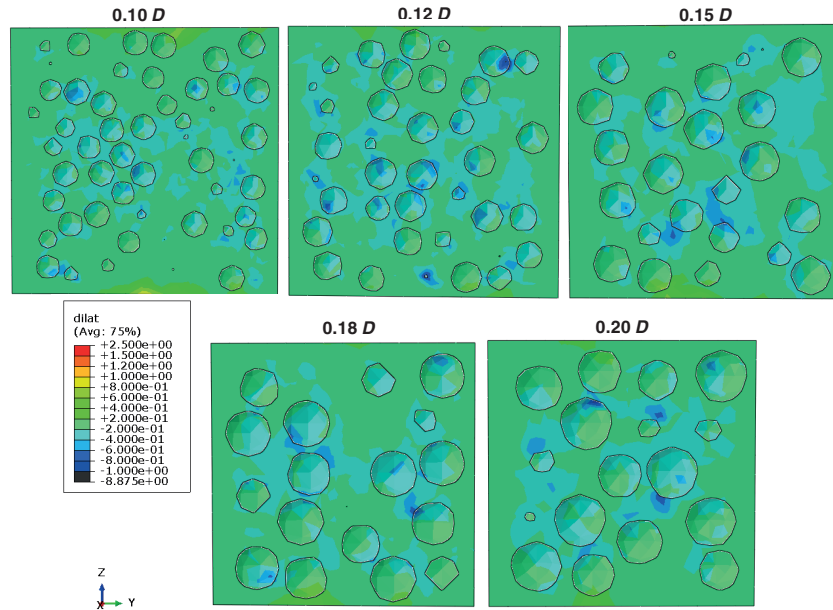 0.10 D
0.12 D
0.15 D
dilat
(Avg: 75%)
+2.500e+00
+1.500e+00
+1.200e+00
+1.000e+00
+8.000e-01
+6.000e-01
+4.000e-01
+2.000e-01
-2.000e-01
-4.000e-01
-6.000e-01
-8.000e-01
-1.000e+00
-8.875e+00
0.18 D
0.20 D
Z
X
Y